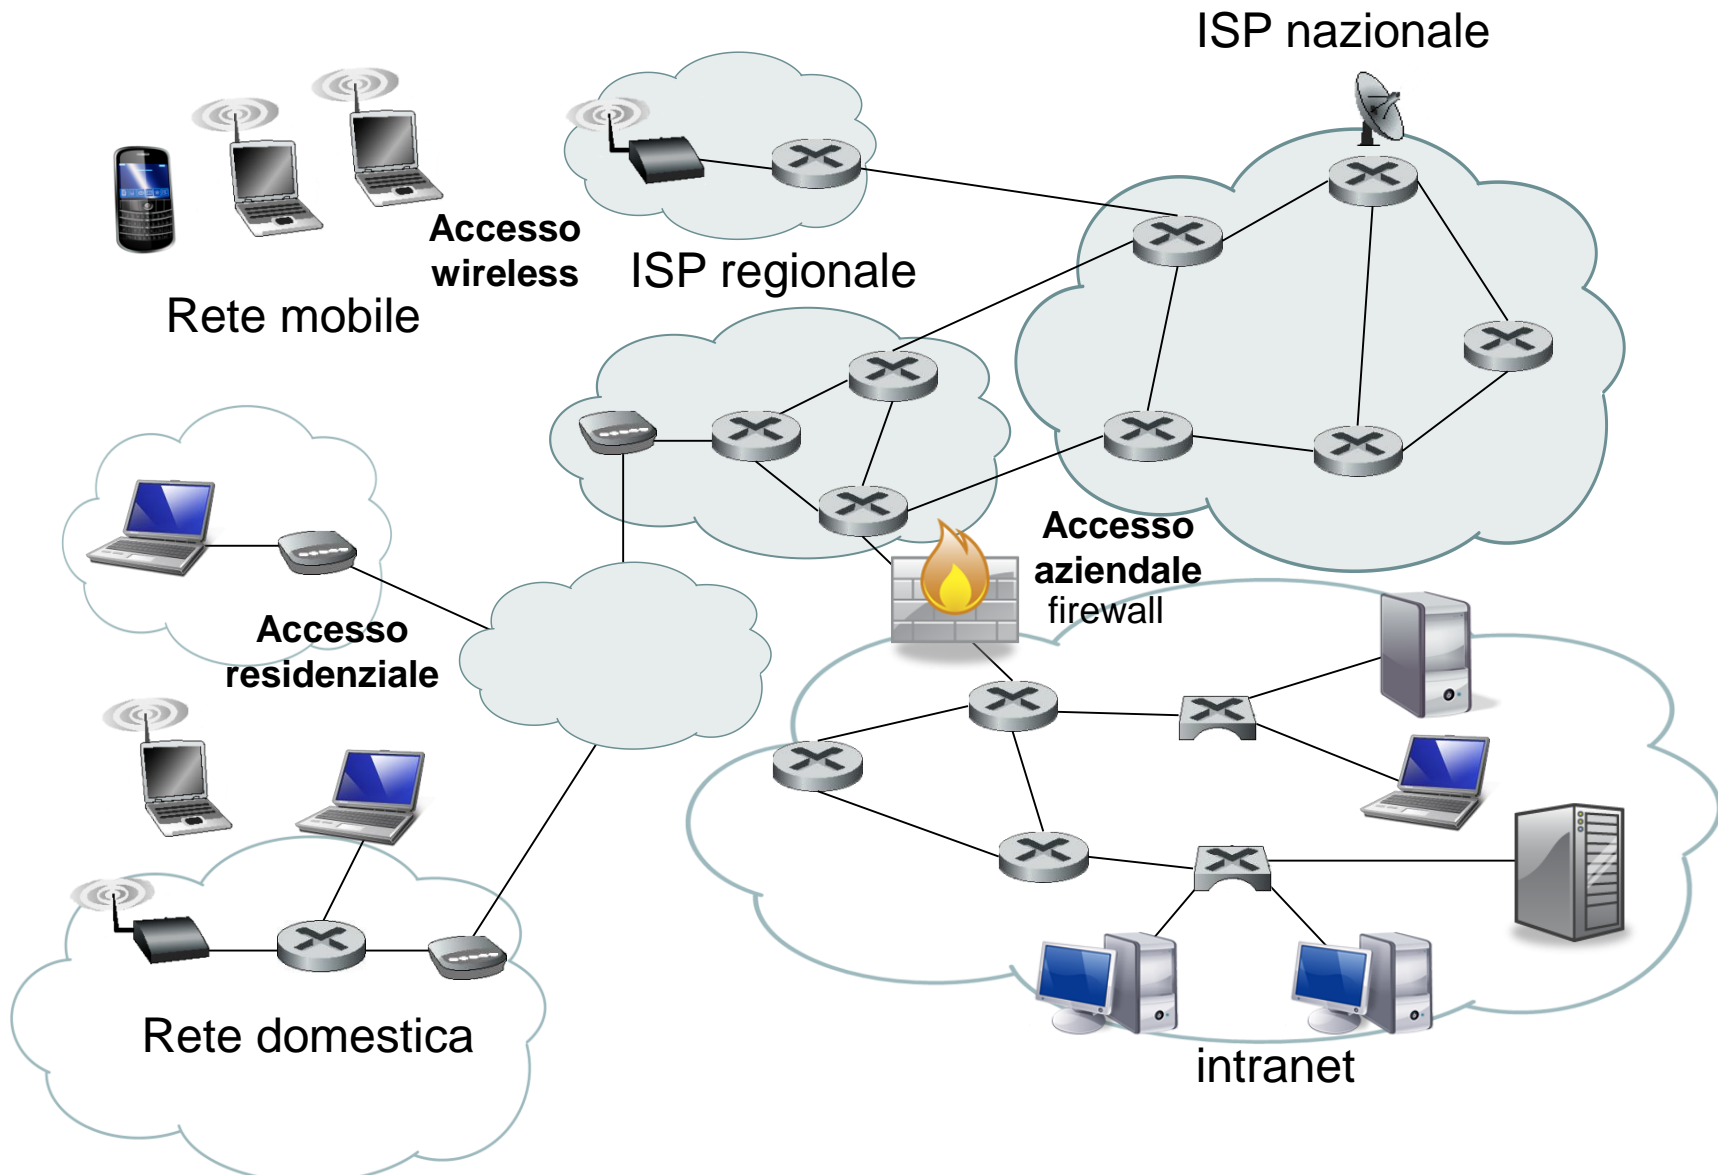 ISP nazionale
Accesso
wireless
ISP regionale
Rete mobile
Accesso
aziendale
firewall
Accesso
residenziale
Rete domestica
intranet